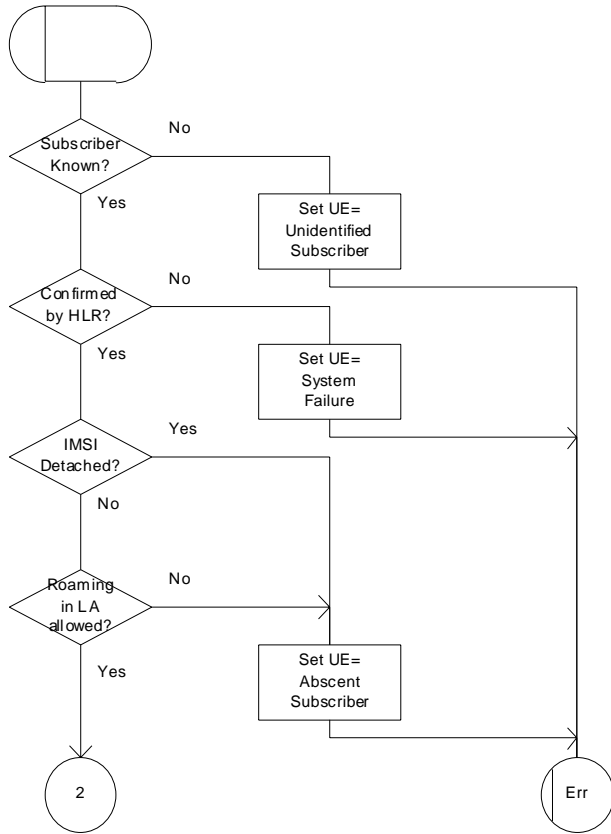 No
Subscriber
Known?
Yes
Set UE=
Unidentified
Subscriber
No
Confirmed
by HLR?
Yes
Set UE=
System
Failure
Yes
IMSI
Detached?
No
No
Roaming
in LA
allowed?
Yes
Set UE=
Abscent
Subscriber
2
Err